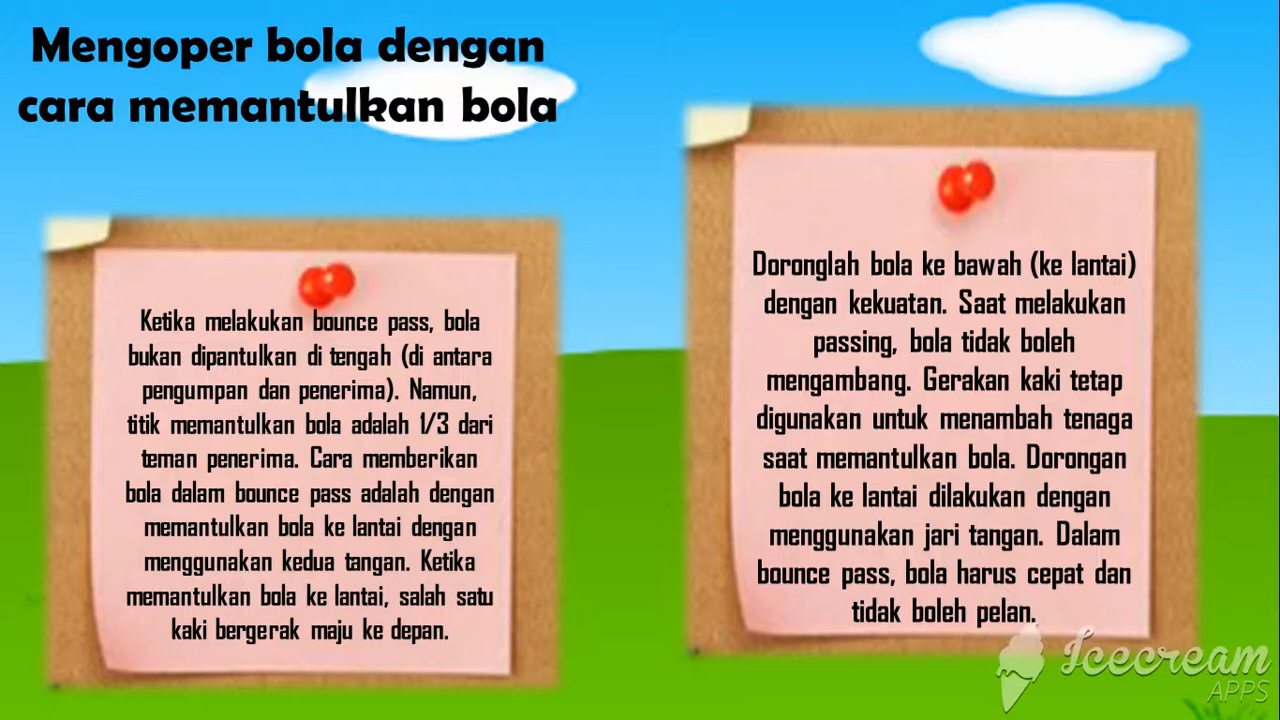 Mengoper bola dengan
cara memantulkan bola
Ketika melakukan bounce pass, bola
bukan dipantulkan di tengah (di antara
pengumpan dan penerima). Namun,
titik memantulkan bola adalah 1/3 dari
teman penerima. Cara memberikan
bola dalam bounce pass adalah dengan
memantulkan bola ke lantai dengan
menggunakan kedua tangan. Ketika
memantulkan bola ke lantai, salah satu
kaki bergerak maju ke depan.
Doronglah bola ke bawah (ke lantai)
dengan kekuatan. Saat melakukan
passing, bola tidak boleh
mengambang. Gerakan kaki tetap
digunakan untuk menambah tenaga
saat memantulkan bola. Dorongan
bola ke lantai dilakukan dengan
menggunakan jari tangan. Dalam
bounce pass, bola harus cepat dan
tidak boleh pelan.
Icecream
APPS